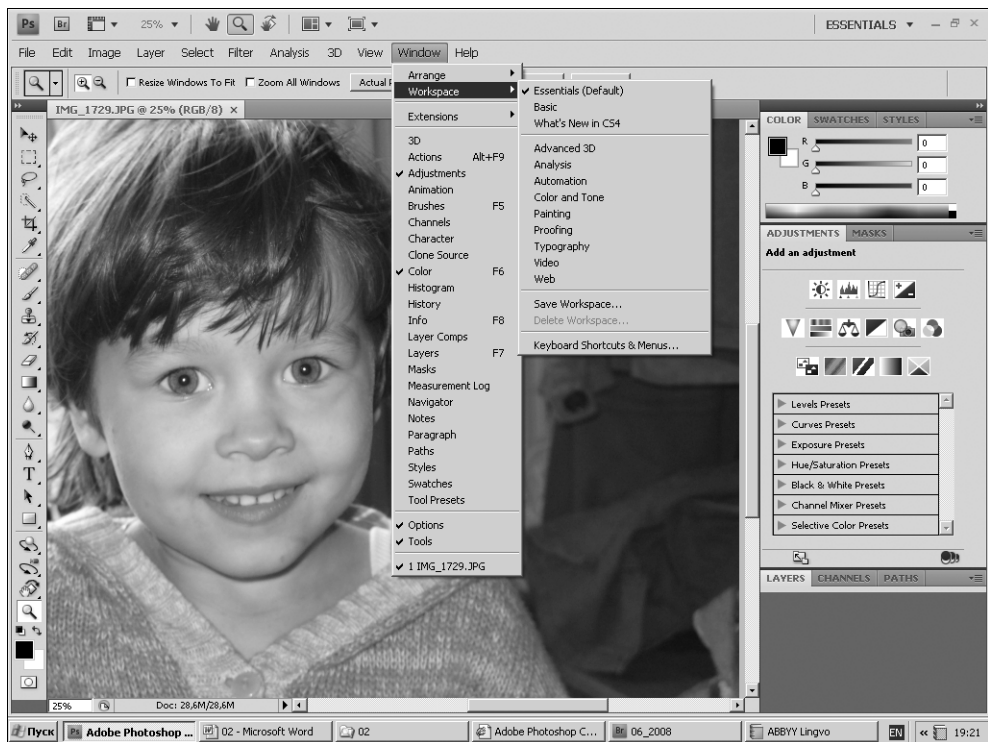 Ps Br 25% ESSENTIALS
File Edit Image Layer Select Filter Analysis 3D View Window Help
Resize Windows To Fit Zoom All Windows Actual
IMG_1729.JPG @ 25% (RGB/8) ×
Arrange
Workspace
Extensions
3D
Actions Alt+F9
Adjustments
Animation
Brushes F5
Channels
Character
Clone Source
Color F6
Histogram
History
Info F8
Layer Comps
Layers F7
Masks
Measurement Log
Navigator
Notes
Paragraph
Paths
Styles
Swatches
Tool Presets
Options
Tools
1 IMG_1729.JPG
Essentials (Default)
Basic
What's New in CS4
Advanced 3D
Analysis
Automation
Color and Tone
Painting
Proofing
Typography
Video
Web
Save Workspace...
Delete Workspace...
Keyboard Shortcuts & Menus...
COLOR SWATCHES STYLES
R 0
G 0
B 0
ADJUSTMENTS MASKS
Add an adjustment
Levels Presets
Curves Presets
Exposure Presets
Hue/Saturation Presets
Black & White Presets
Channel Mixer Presets
Selective Color Presets
LAYERS CHANNELS PATHS
25% Doc: 28,6M/28,6M
Пуск Ps Adobe Photoshop ... 02 - Microsoft Word 02 Adobe Photoshop C... Br 06_2008 ABBYY Lingvo EN « 19:21